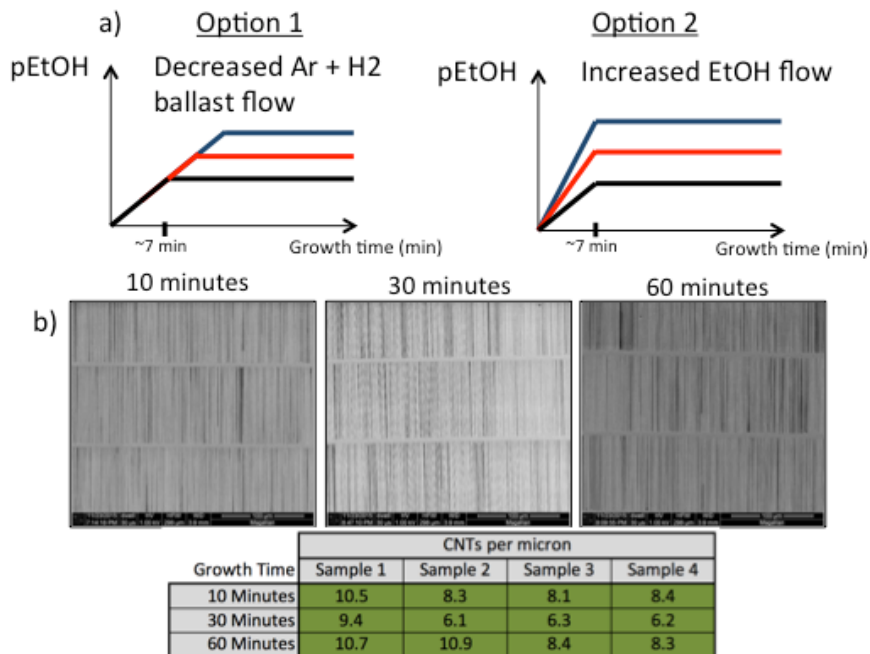 a)
Option 1
Option 2
pEtOH
Decreased Ar + H2
ballast flow
pEtOH
Increased EtOH flow
~7 min
Growth time (min)
~7 min
Growth time (min)
b)
10 minutes
30 minutes
60 minutes
CNTs per micron
Growth Time Sample 1 Sample 2 Sample 3 Sample 4
10 Minutes 10.5 8.3 8.1 8.4
30 Minutes 9.4 6.1 6.3 6.2
60 Minutes 10.7 10.9 8.4 8.3